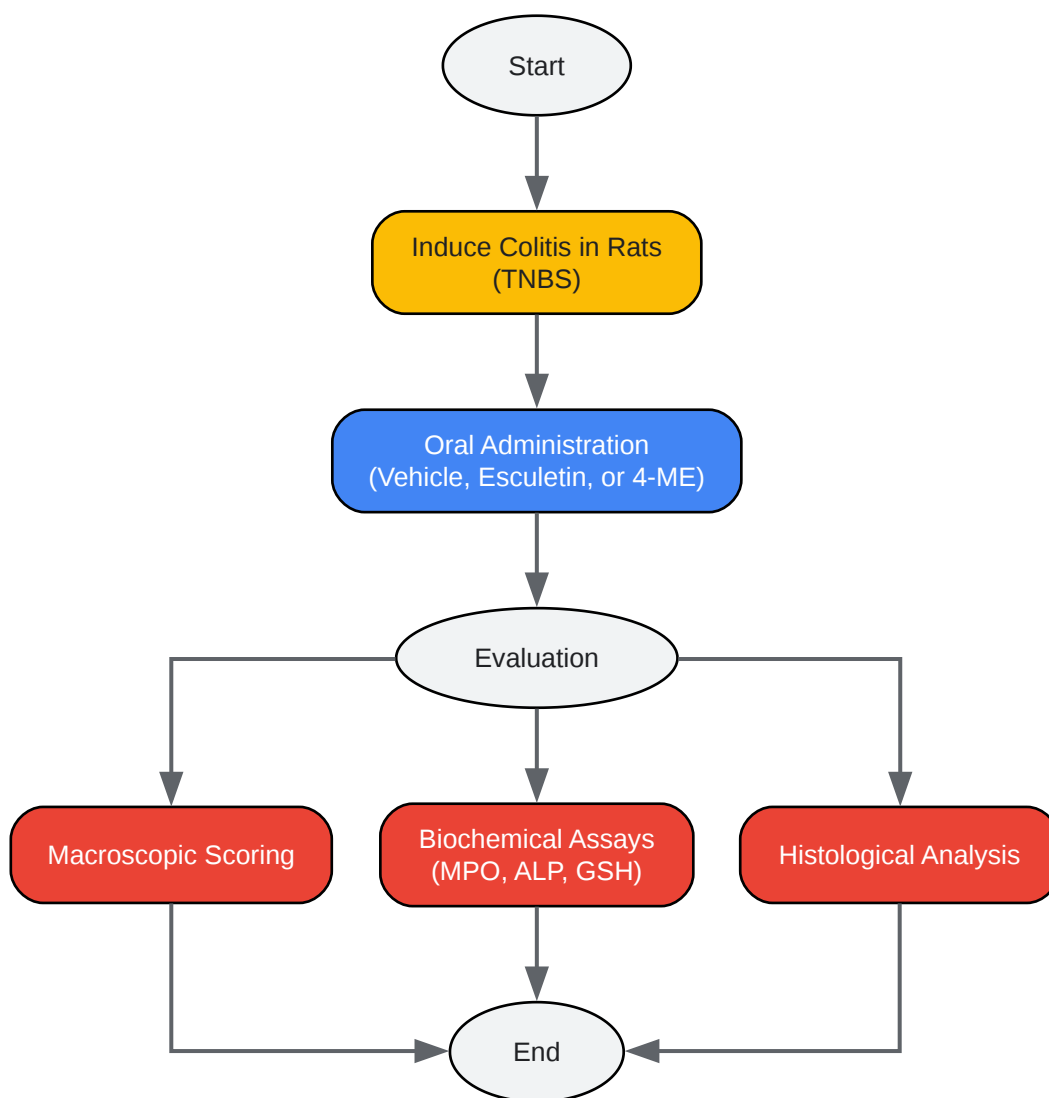 Start
Induce Colitis in Rats
(TNBS)
Oral Administration
(Vehicle, Esculetin, or 4-ME)
Evaluation
Macroscopic Scoring
Biochemical Assays
(MPO, ALP, GSH)
Histological Analysis
End